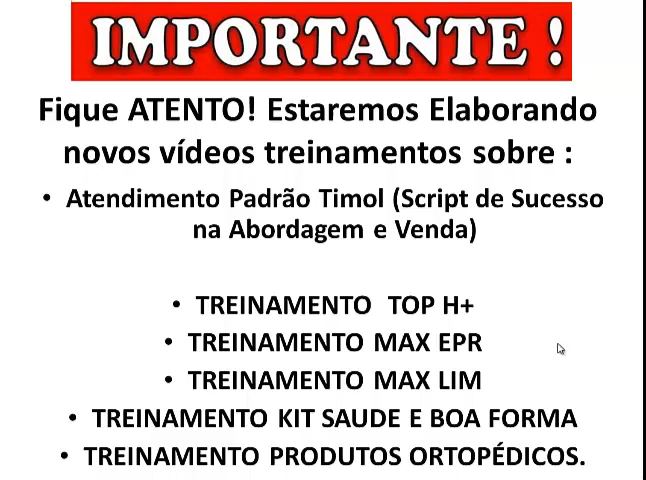 IMPORTANTE !
Fique ATENTO! Estaremos Elaborando
novos vídeos treinamentos sobre :
• Atendimento Padrão Timol (Script de Sucesso
na Abordagem e Venda)
• TREINAMENTO TOP H+
• TREINAMENTO MAX EPR
• TREINAMENTO MAX LIM
• TREINAMENTO KIT SAUDE E BOA FORMA
• TREINAMENTO PRODUTOS ORTOPÉDICOS.